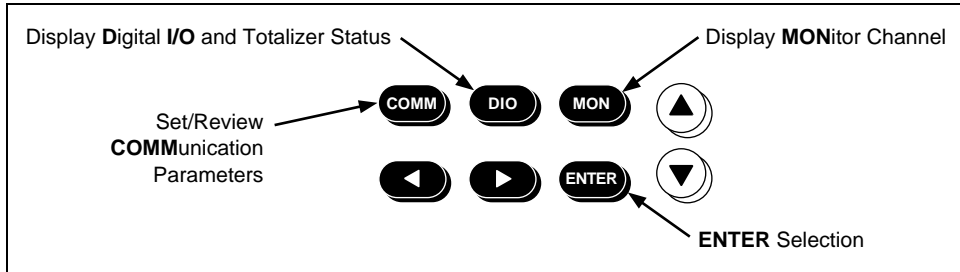 Display Digital I/O and Totalizer Status
Display MONitor Channel
COMM
DIO
MON
Set/Review
COMMunication
Parameters
ENTER
ENTER Selection